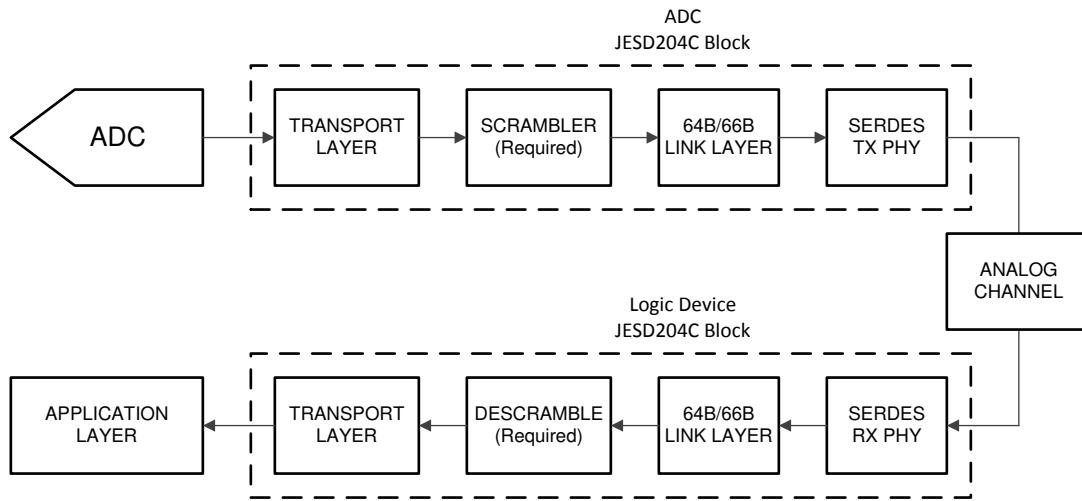 ADC
JESD204C Block
ADC
TRANSPORT
LAYER
SCRAMBLER
(Required)
64B/66B
LINK LAYER
SERDES
TX PHY
ANALOG
CHANNEL
Logic Device
JESD204C Block
APPLICATION
LAYER
TRANSPORT
LAYER
DESCRAMBLE
(Required)
64B/66B
LINK LAYER
SERDES
RX PHY